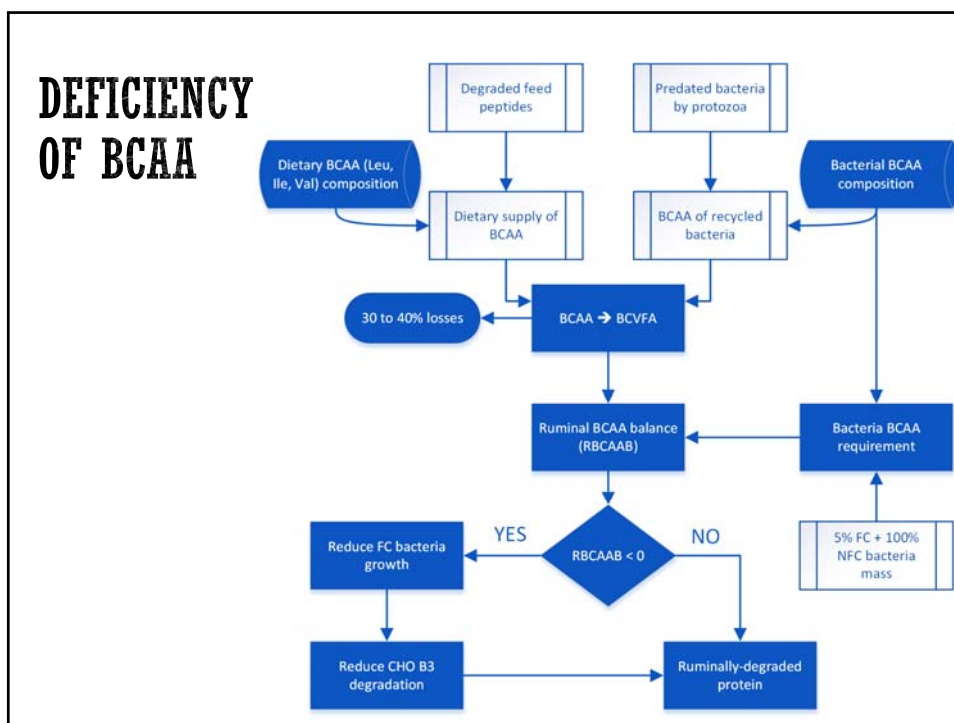 DEFICIENCY
OF BCAA
Degraded feed
peptides
Predated bacteria
by protozoa
Dietary BCAA (Leu,
Ile, Val) composition
Bacterial BCAA
composition
Dietary supply of
BCAA
BCAA of recycled
bacteria
30 to 40% losses
BCAA → BCVFA
Ruminal BCAA balance
(RBCAAB)
Bacteria BCAA
requirement
YES
NO
Reduce FC bacteria
growth
RBCAAB < 0
5% FC + 100%
NFC bacteria
mass
Reduce CHO B3
degradation
Ruminally-degraded
protein